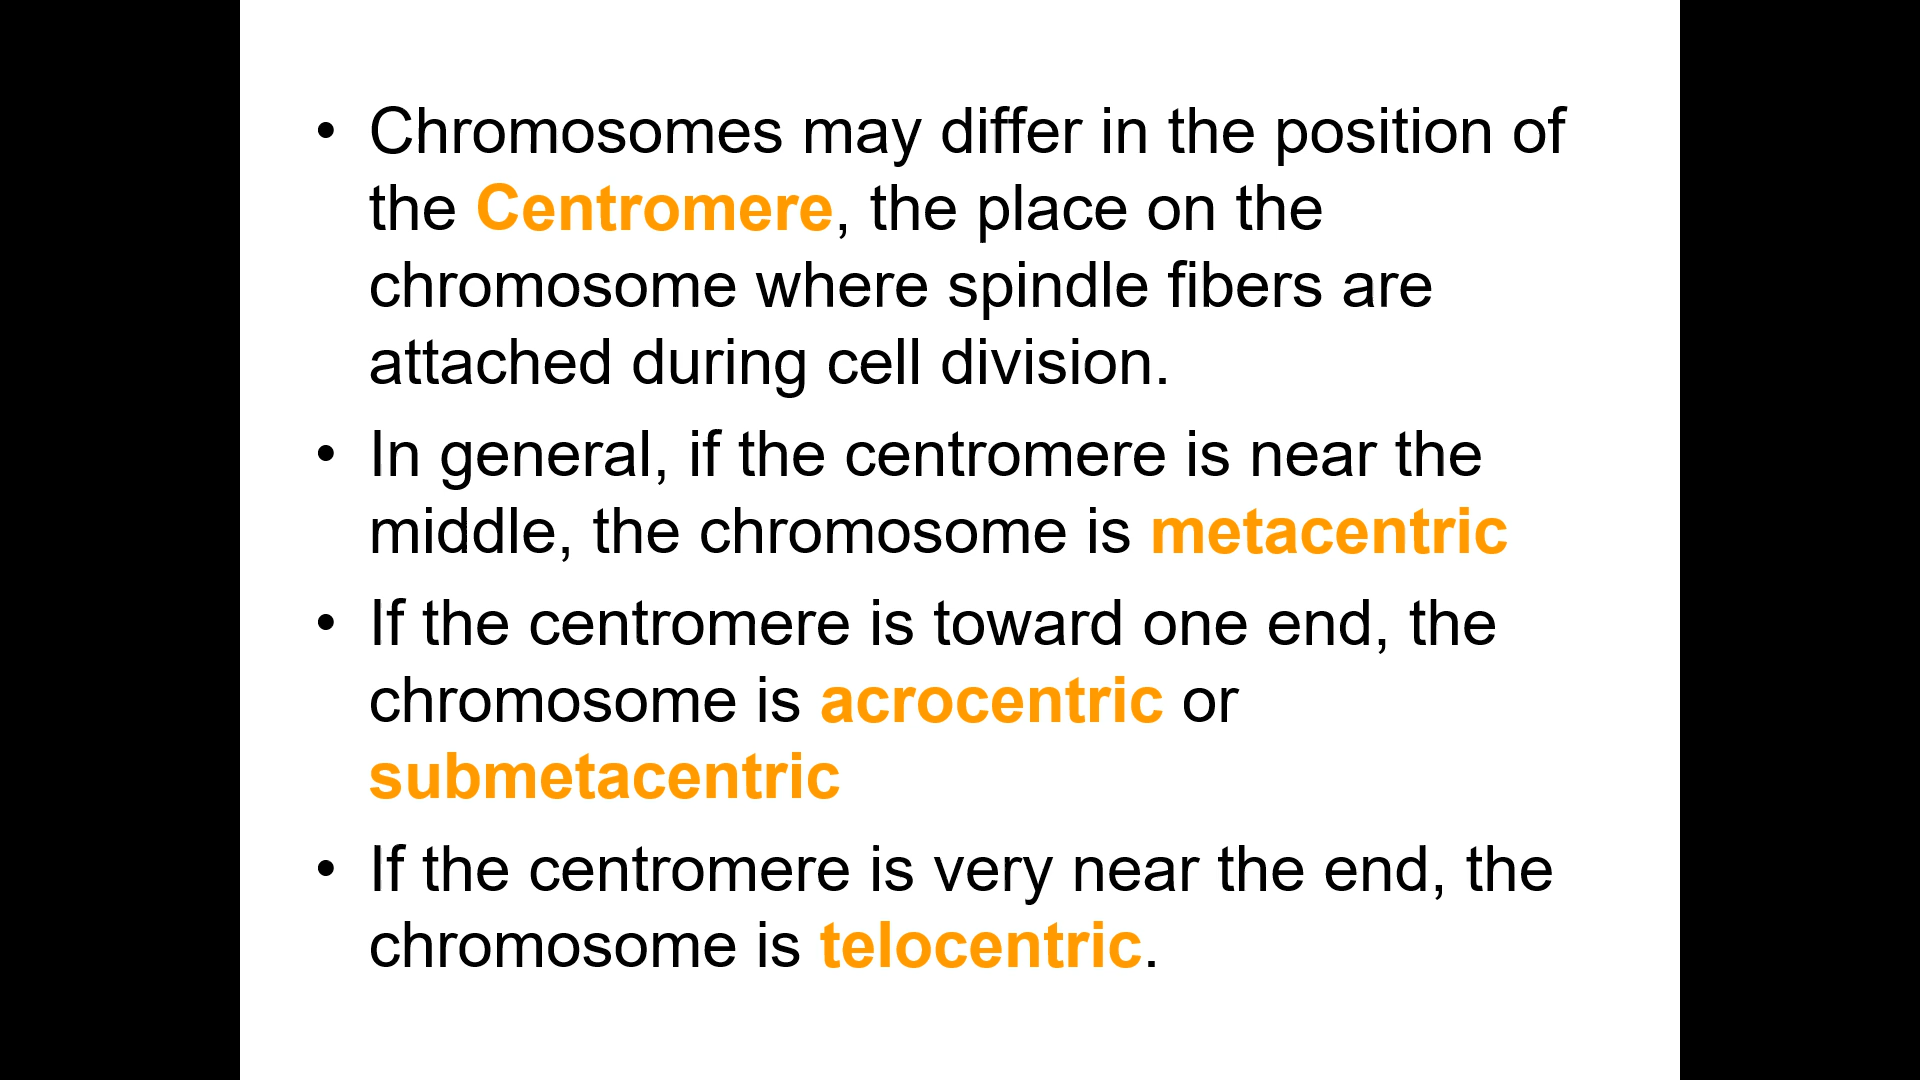 • Chromosomes may differ in the position of
the Centromere, the place on the
chromosome where spindle fibers are
attached during cell division.
• In general, if the centromere is near the
middle, the chromosome is metacentric
• If the centromere is toward one end, the
chromosome is acrocentric or
submetacentric
• If the centromere is very near the end, the
chromosome is telocentric.